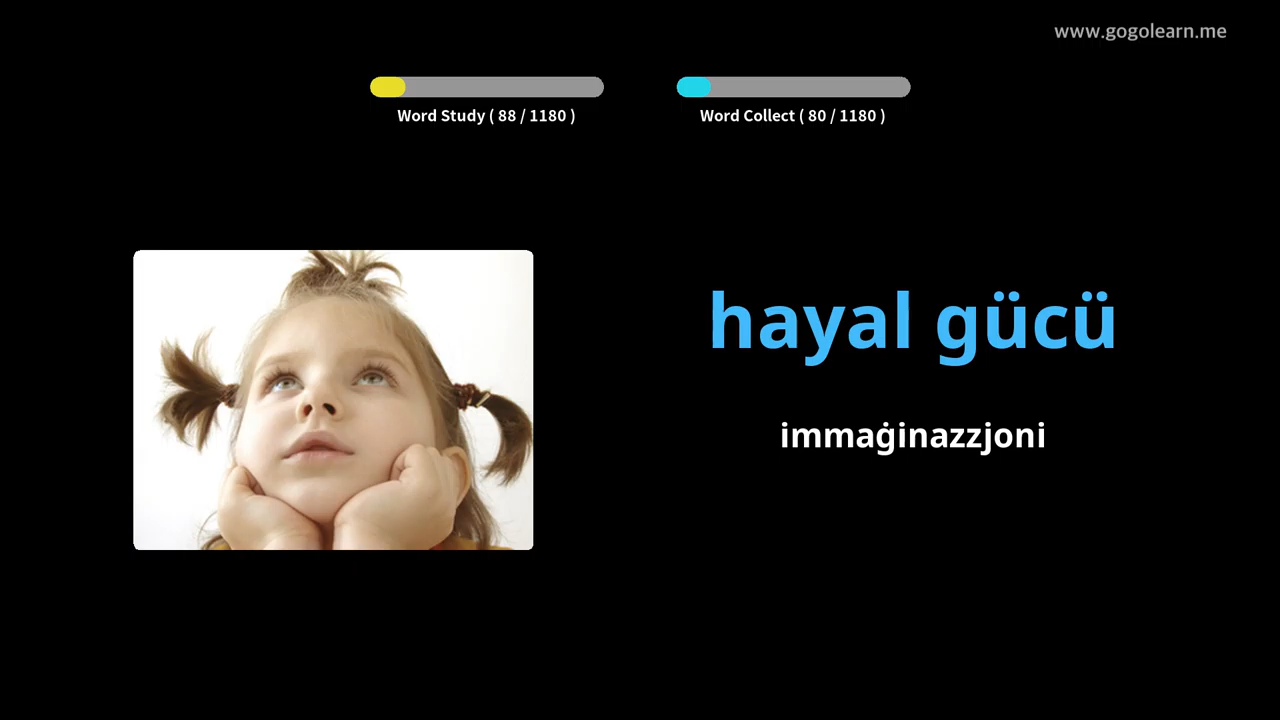 www.gogolearn.me
Word Study ( 88 / 1180 )
Word Collect ( 80 / 1180 )
hayal gücü
immaġinazzjoni